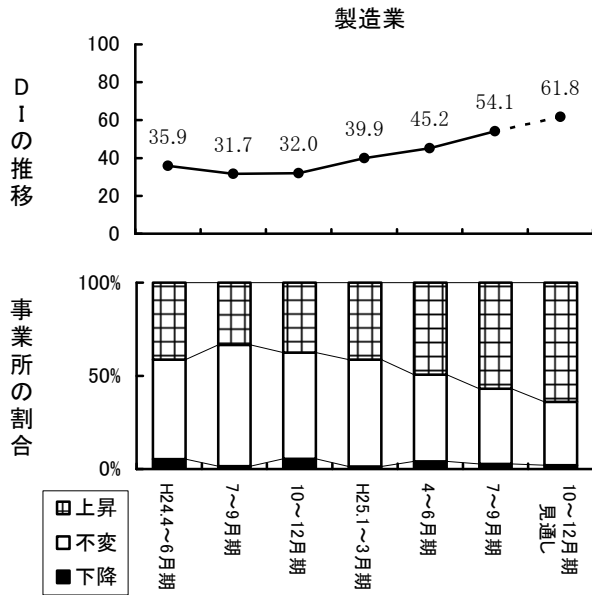 製造業
DIの推移
100
80
60
40
20
0
35.9
31.7
32.0
39.9
45.2
54.1
61.8
事業所の割合
100%
50%
0%
上昇
不変
下降
H24.4～6月期
7～9月期
10～12月期
H25.1～3月期
4～6月期
7～9月期
10～12月期
見通し